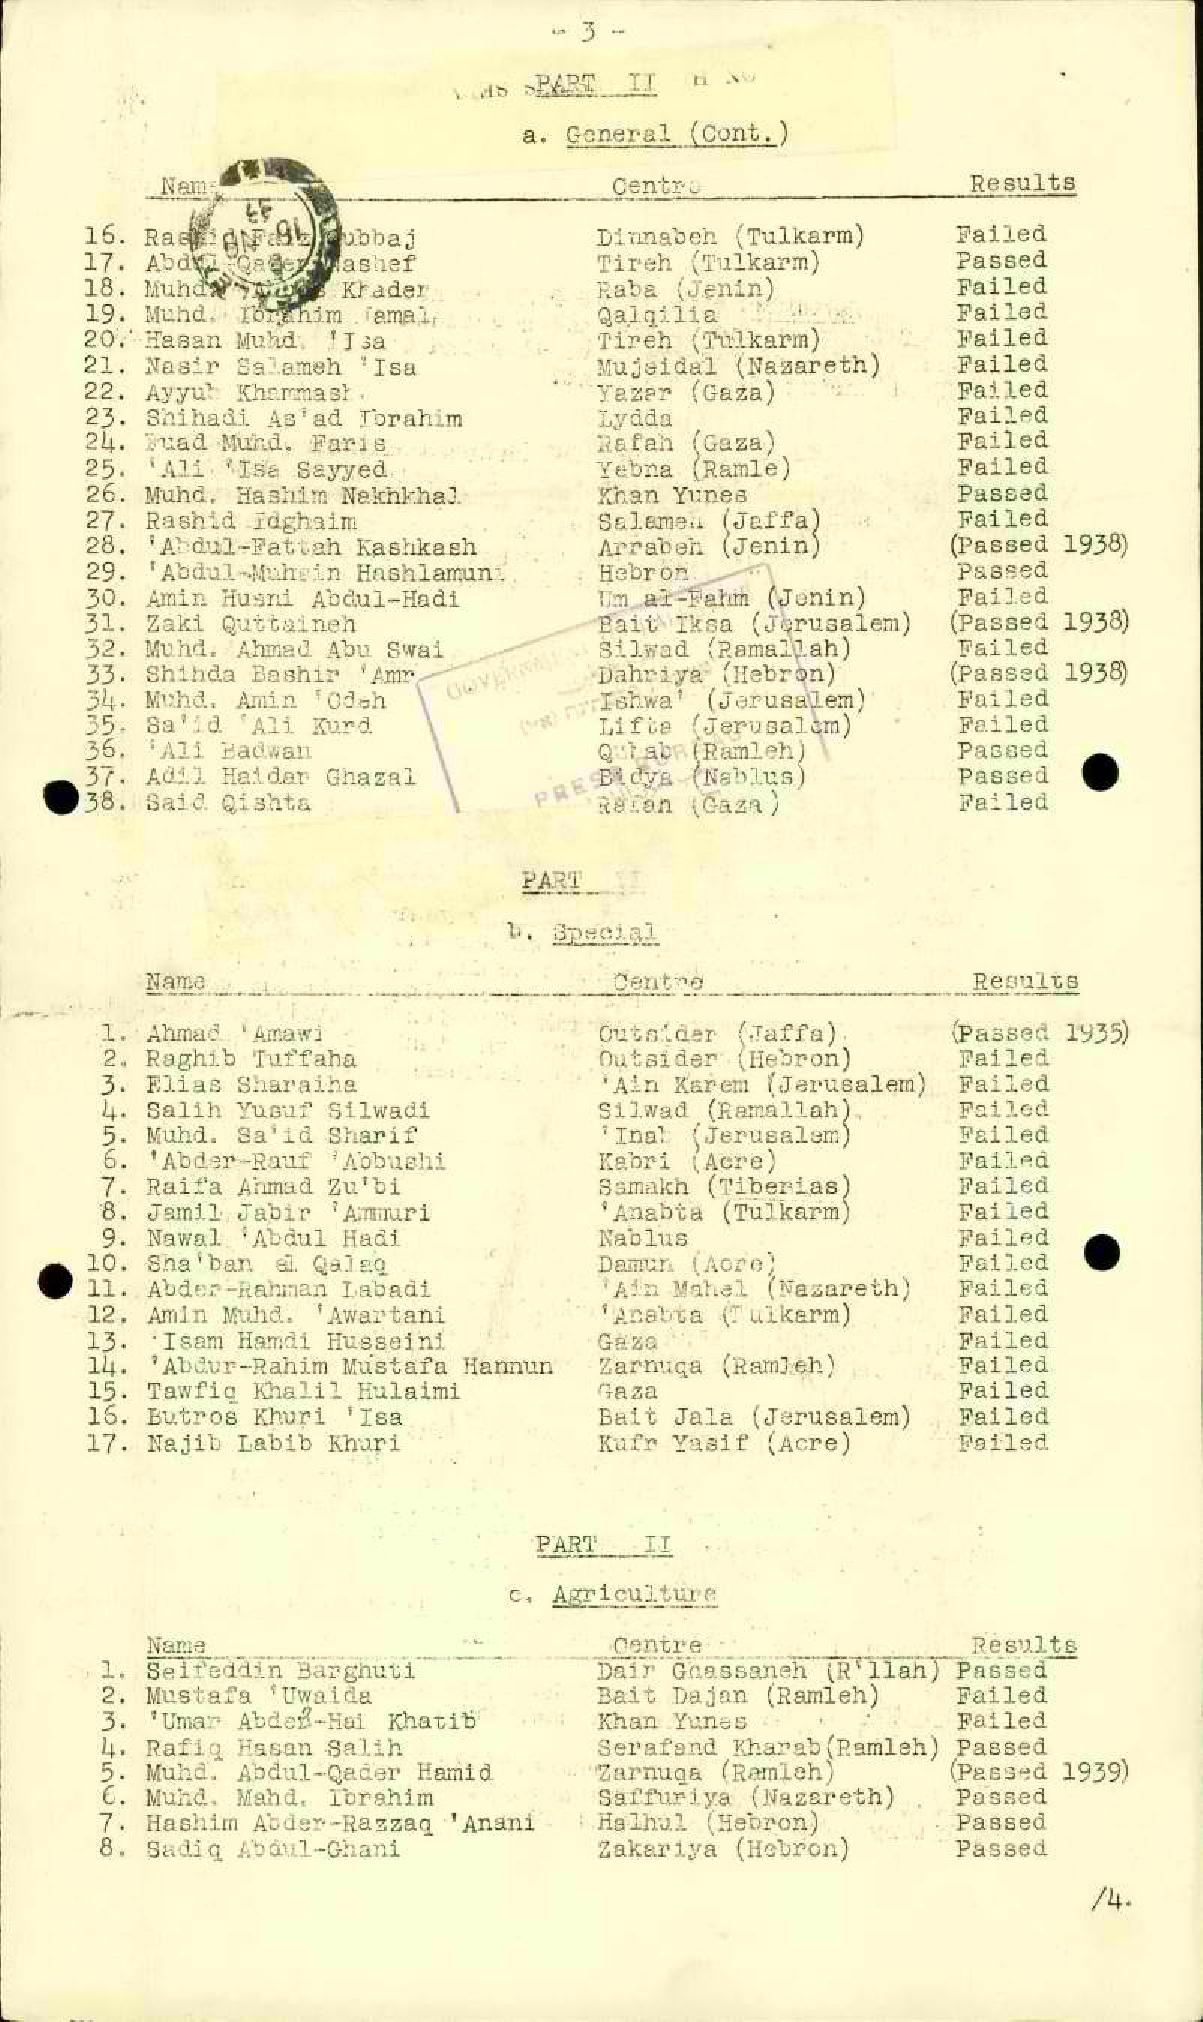 - 3 -
PART II
a. General (Cont.)
Name Centre Results
16. Dinnabeh (Tulkarm) Failed
17. Tireh (Tulkarm) Passed
18. Muhd. Khader Raba (Jenin) Failed
19. Muhd. Ibrahim Jamal Qalqilia Failed
20. Hasan Muhd. 'Isa Tireh (Tulkarm) Failed
21. Nasir Salameh 'Isa Mujeidal (Nazareth) Failed
22. Ayyub Khammash Yazer (Gaza) Failed
23. Shihadi As'ad Ibrahim Lydda Failed
24. Fuad Muhd. Faris Rafah (Gaza) Failed
25. 'Ali 'Isa Sayyed Yebna (Ramle) Failed
26. Muhd. Hashim Nakhkhal Khan Yunes Passed
27. Rashid Idghaim Salameh (Jaffa) Failed
28. 'Abdul-Fattah Kashkash Arrabeh (Jenin) (Passed 1938)
29. 'Abdul-Muhsin Hashlamuni Hebron Passed
30. Amin Husni Abdul-Hadi Um al-Fahm (Jenin) Failed
31. Zaki Quttaineh Bait Iksa (Jerusalem) (Passed 1938)
32. Muhd. Ahmad Abu Swai Silwad (Ramallah) Failed
33. Shihda Bashir 'Amr Dahriya (Hebron) (Passed 1938)
34. Muhd. Amin 'Odeh Ishwa' (Jerusalem) Failed
35. Sa'id 'Ali Kurd Lifta (Jerusalem) Failed
36. 'Ali Badwan Qubab (Ramleh) Passed
37. Adil Haidar Ghazal Bidya (Nablus) Passed
38. Said Qishta Rafah (Gaza) Failed
PRESS BUREAU
PART II
b. Special
Name Centre Results
1. Ahmad 'Amawi Outsider (Jaffa) (Passed 1935)
2. Raghib Tuffaha Outsider (Hebron) Failed
3. Elias Sharaiha 'Ain Karem (Jerusalem) Failed
4. Salih Yusuf Silwadi Silwad (Ramallah) Failed
5. Muhd. Sa'id Sharif 'Inab (Jerusalem) Failed
6. 'Abder-Rauf 'Abbushi Kabri (Acre) Failed
7. Raifa Ahmad Zu'bi Samakh (Tiberias) Failed
8. Jamil Jabir 'Ammuri 'Anabta (Tulkarm) Failed
9. Nawal 'Abdul Hadi Nablus Failed
10. Sha'ban al Qalaq Damun (Acre) Failed
11. Abder-Rahman Labadi 'Ain Mahel (Nazareth) Failed
12. Amin Muhd. 'Awartani 'Anabta (Tulkarm) Failed
13. 'Isam Hamdi Husseini Gaza Failed
14. 'Abdur-Rahim Mustafa Hannun Zarnuqa (Ramleh) Failed
15. Tawfiq Khalil Hulaimi Gaza Failed
16. Butros Khuri 'Isa Bait Jala (Jerusalem) Failed
17. Najib Labib Khuri Kufr Yasif (Acre) Failed
PART II
c. Agriculture
Name Centre Results
1. Seifeddin Barghuti Dair Ghassaneh (R'llah) Passed
2. Mustafa 'Uwaida Bait Dajan (Ramleh) Failed
3. 'Umar Khatib Khan Yunes Failed
4. Rafiq Hasan Salih Serafand Kharab(Ramleh) Passed
5. Muhd. Abdul-Qader Hamid Zarnuqa (Ramleh) (Passed 1939)
6. Muhd. Mahd. Ibrahim Saffuriya (Nazareth) Passed
7. Hashim Abder-Razzaq 'Anani Halhul (Hebron) Passed
8. Sadiq Abdul-Ghani Zakariya (Hebron) Passed
/4.